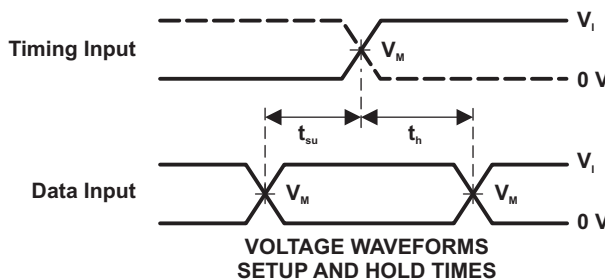 V_I
Timing Input
V_M
0 V
t_su
t_h
V_I
Data Input
V_M
V_M
0 V
VOLTAGE WAVEFORMS
SETUP AND HOLD TIMES